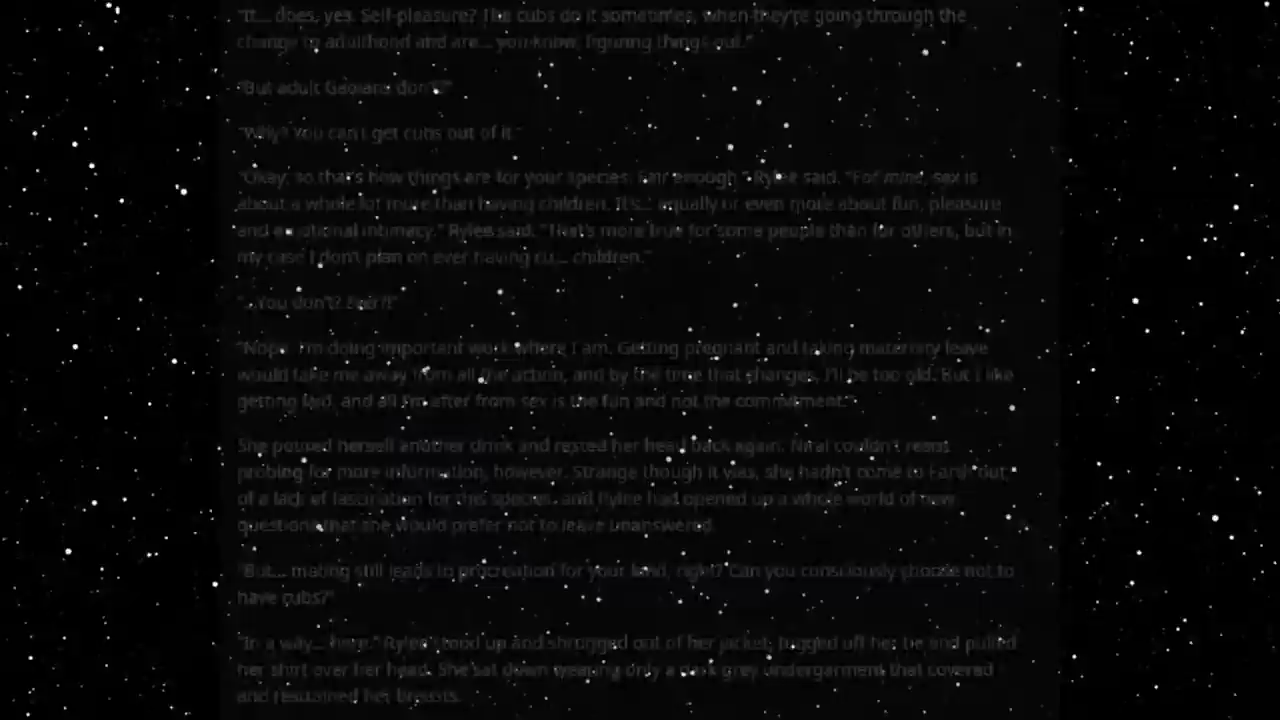 "It... does, yes. Self-pleasure? The cubs do it sometimes, when they're going through the
change to adulthood and are... you-know, figuring things out."
"But adult Gaoians don't?"
"Why? You can't get cubs out of it."
"Okay, so that's how things are for your species. Fair enough." Rylee said. "For mine, sex is
about a whole lot more than having children. It's... equally or even more about fun, pleasure
and emotional intimacy." Rylee said. "That's more true for some people than for others, but in
my case I don't plan on ever having cu... children."
"...You don't? Ever?!"
"Nope. I'm doing important work where I am. Getting pregnant and taking maternity leave
would take me away from all the action, and by the time that changes, I'll be too old. But I like
getting laid, and all I'm after from sex is the fun and not the commitment."
She poured herself another drink and rested her head back again. Niral couldn't resist
probing for more information, however. Strange though it was, she hadn't come to Earth out
of a lack of fascination for this species, and Rylee had opened up a whole world of new
questions that she would prefer not to leave unanswered.
"But... mating still leads to procreation for your kind, right? Can you consciously choose not to
have cubs?"
"In a way... here." Rylee stood up and shrugged out of her jacket, tugged off her tie and pulled
her shirt over her head. She sat down wearing only a dark grey undergarment that covered
and restrained her breasts.